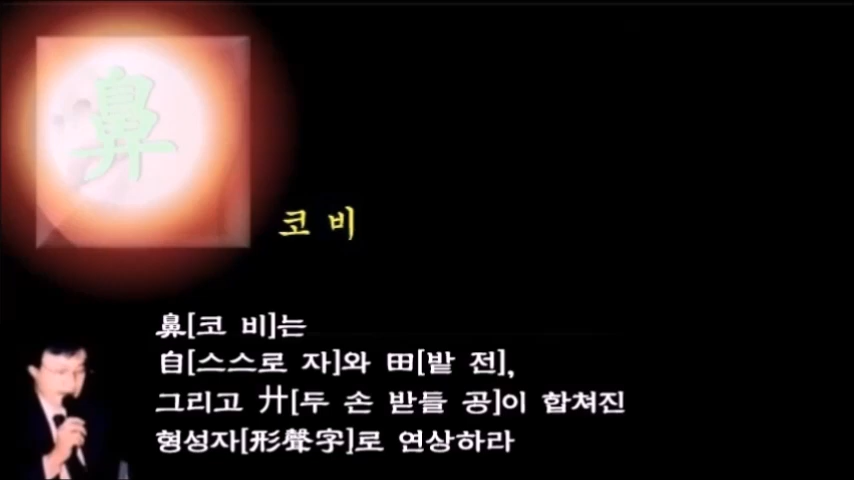 鼻
코 비
鼻[코 비]는
自[스스로 자]와 田[밭 전],
그리고 廾[두 손 받들 공]이 합쳐진
형성자[形聲字]로 연상하라